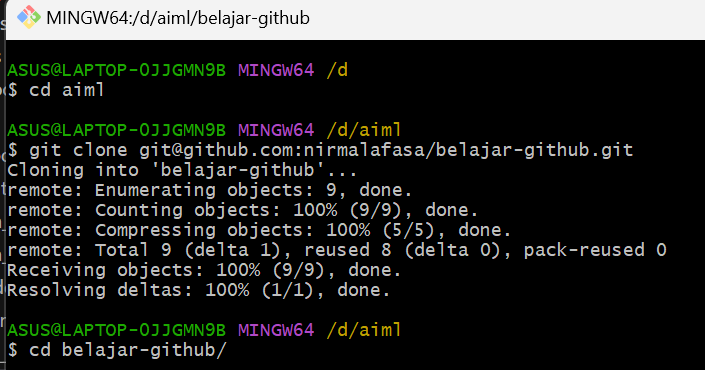 MINGW64:/d/aiml/belajar-github
ASUS@LAPTOP-0JJGMN9B MINGW64 /d
$ cd aiml
ASUS@LAPTOP-0JJGMN9B MINGW64 /d/aiml
$ git clone git@github.com:nirmalafasa/belajar-github.git
Cloning into 'belajar-github'...
remote: Enumerating objects: 9, done.
remote: Counting objects: 100% (9/9), done.
remote: Compressing objects: 100% (5/5), done.
remote: Total 9 (delta 1), reused 8 (delta 0), pack-reused 0
Receiving objects: 100% (9/9), done.
Resolving deltas: 100% (1/1), done.
ASUS@LAPTOP-0JJGMN9B MINGW64 /d/aiml
$ cd belajar-github/